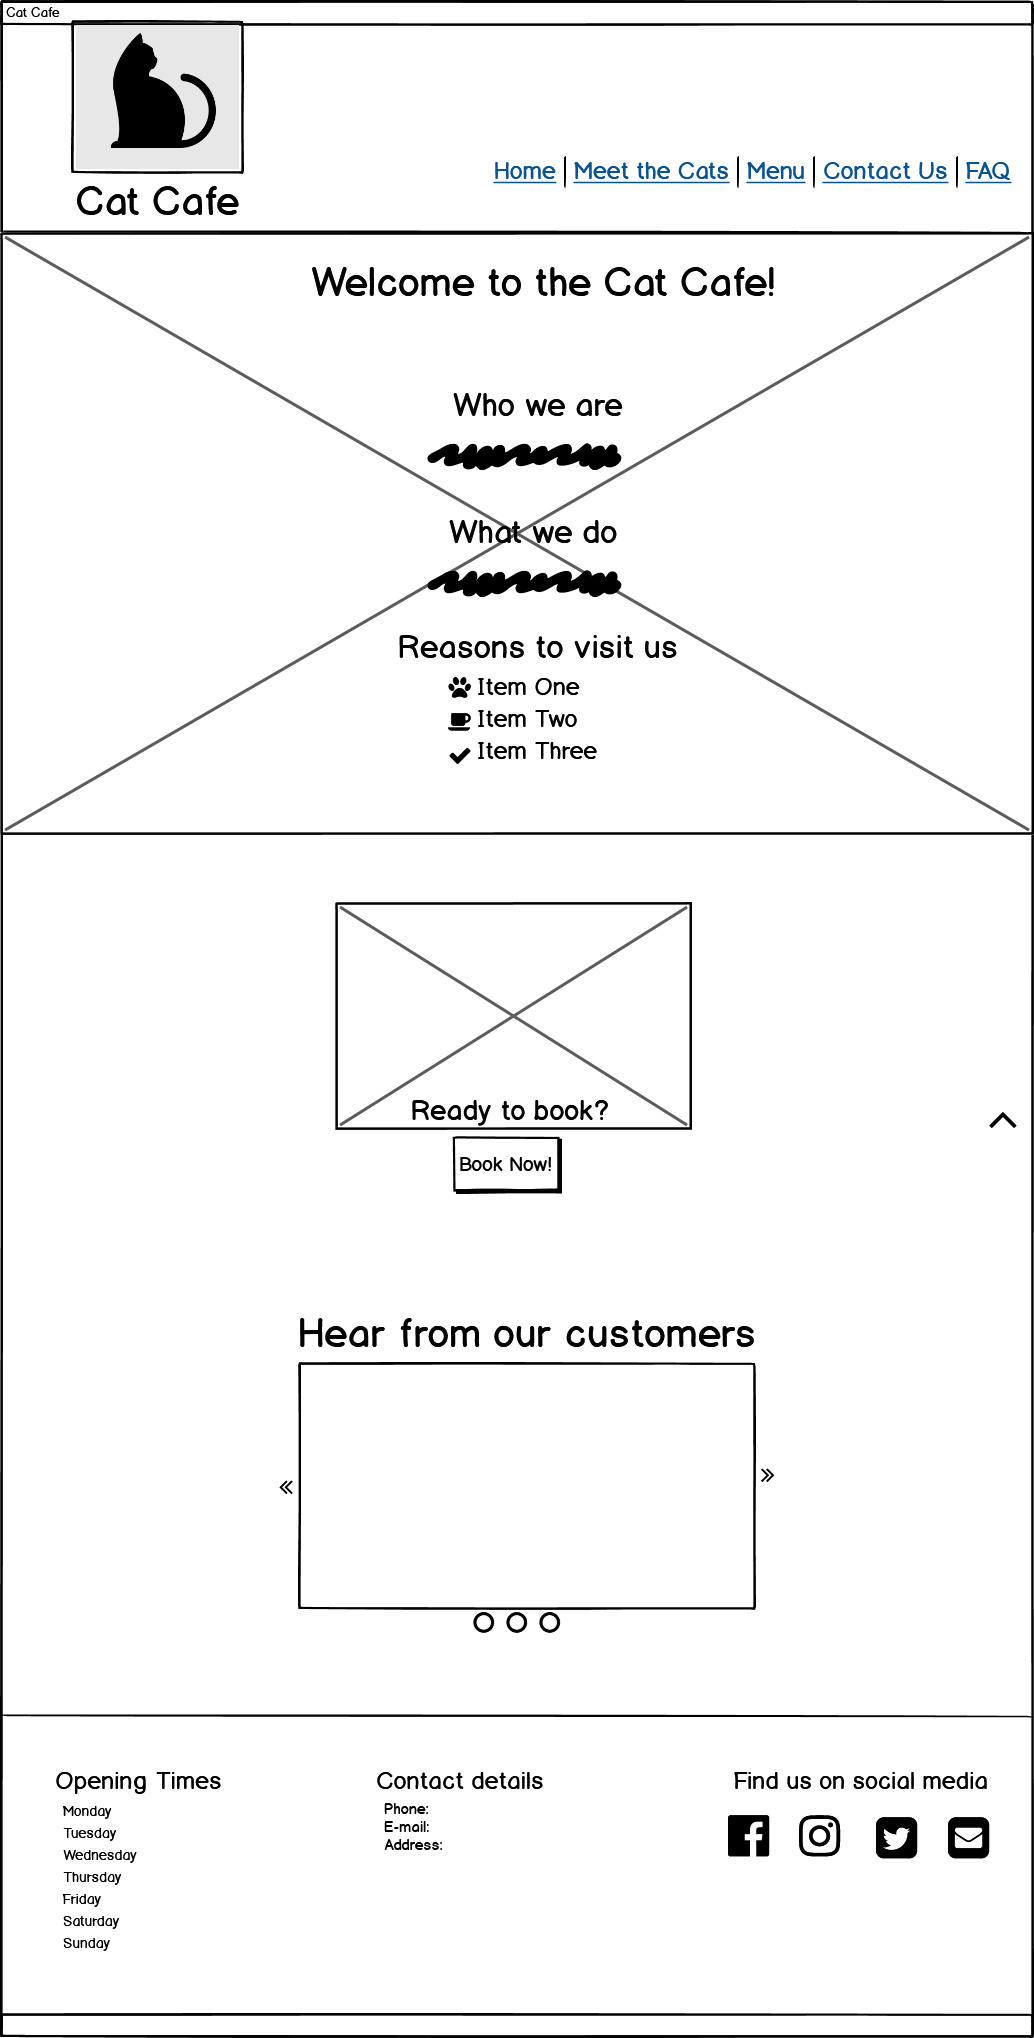 Cat Cafe
Cat Cafe
Home Meet the Cats Menu Contact Us FAQ
Welcome to the Cat Cafe!
Who we are
What we do
Reasons to visit us
Item One
Item Two
Item Three
Ready to book?
Book Now!
Hear from our customers
Opening Times
Monday
Tuesday
Wednesday
Thursday
Friday
Saturday
Sunday
Contact details
Phone:
E-mail:
Address:
Find us on social media